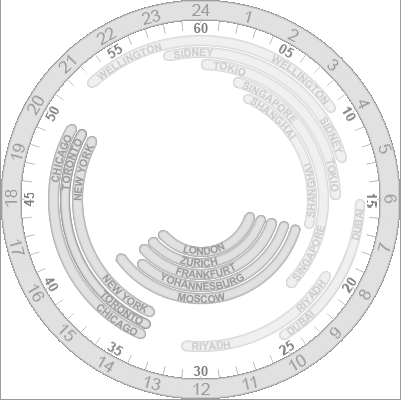 24
1
2
3
4
5
6
7
8
9
10
11
12
13
14
15
16
17
18
19
20
21
22
23
60
05
10
15
20
25
30
35
40
45
50
55
WELLINGTON
WELLINGTON
SiDNEY
SiDNEY
TOKIO
TOKIO
SINGAPORE
SINGAPORE
SHANGHAI
SHANGHAI
DUBAI
DUBAI
RIYADH
RIYADH
CHICAGO
TORONTO
NEW YORK
NEW YORK
TORONTO
CHICAGO
LONDON
ZURICH
FRANKFURT
YOHANNESBURG
MOSCOW